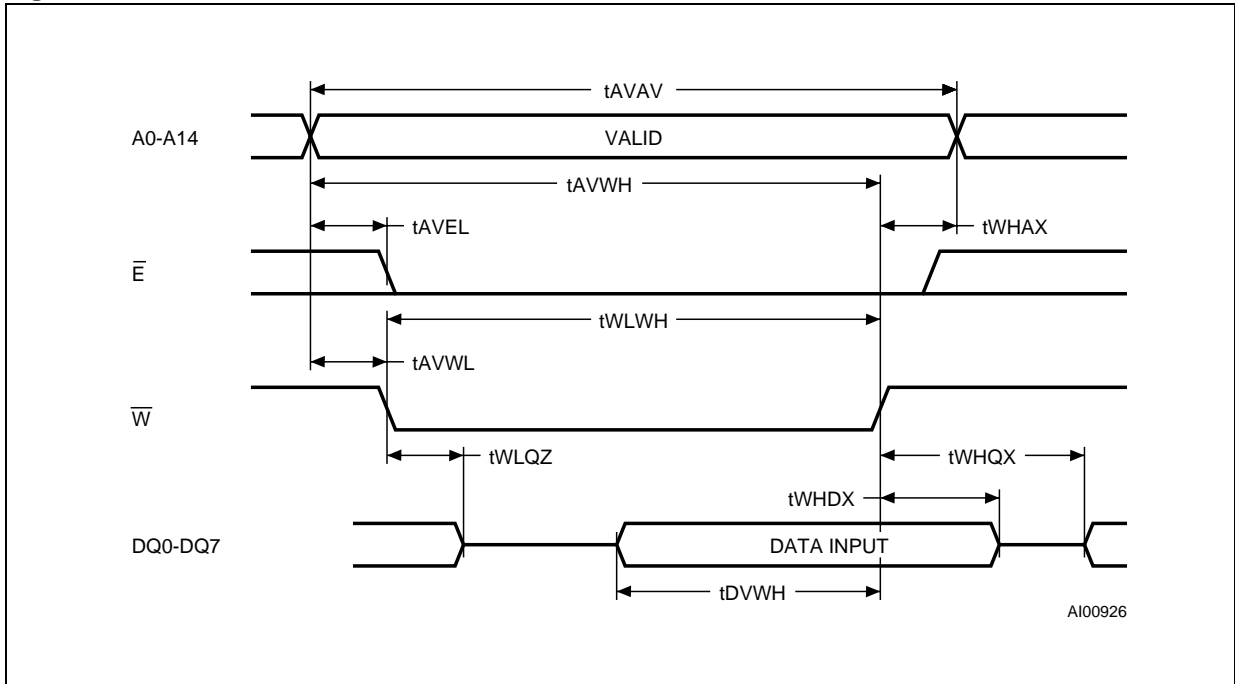 tAVAV
A0-A14
VALID
tAVWH
tAVEL
tWHAX
E̅
tWLWH
tAVWL
W̅
tWLQZ
tWHQX
tWHDX
DQ0-DQ7
DATA INPUT
tDVWH
AI00926